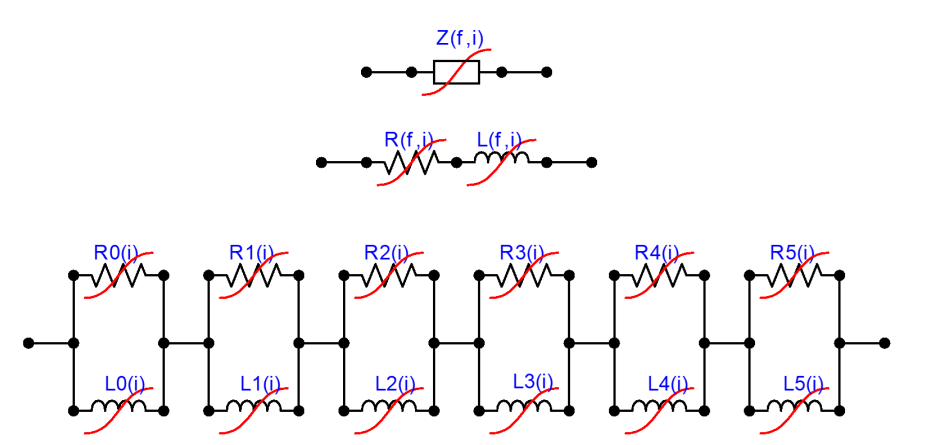 Z(f,i)
R(f,i) L(f,i)
R0(i) R1(i) R2(i) R3(i) R4(i) R5(i)
L0(i) L1(i) L2(i) L3(i) L4(i) L5(i)